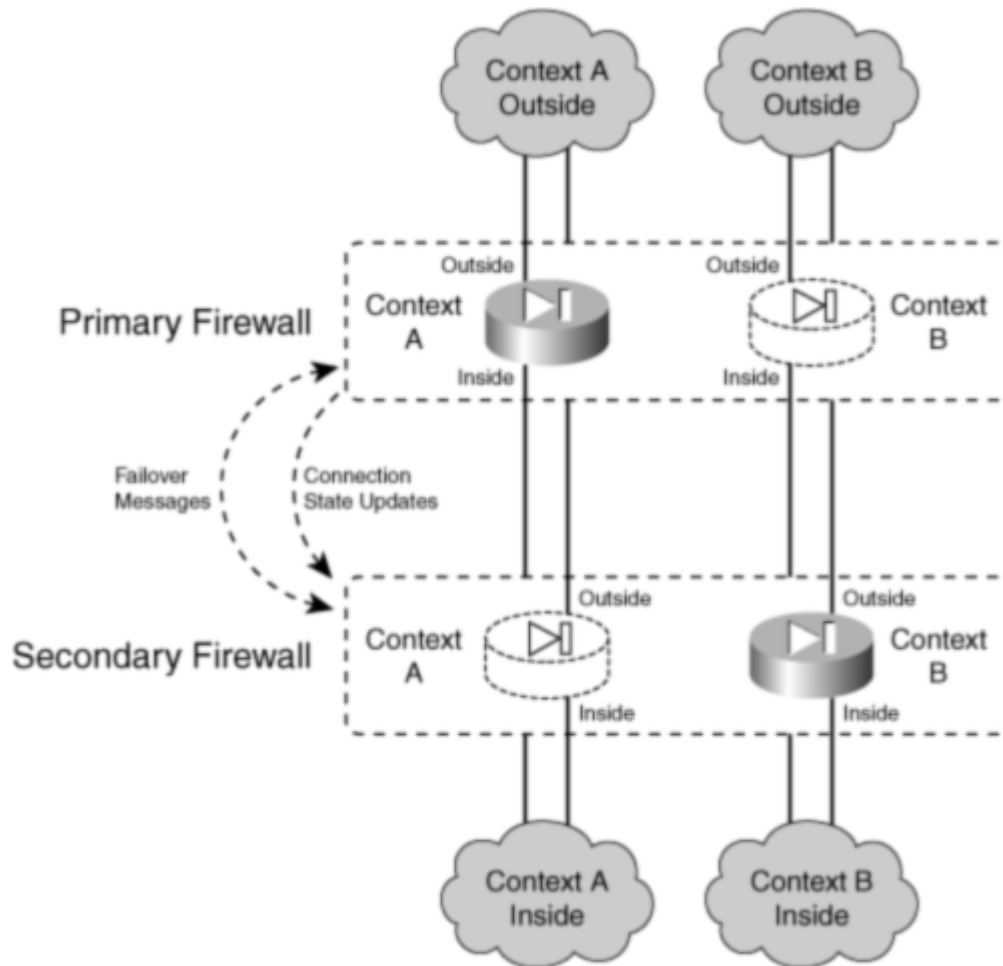 Context A
Outside
Context B
Outside
Outside
Outside
Primary Firewall
Context
A
Context
B
Inside
Inside
Failover
Messages
Connection
State Updates
Outside
Outside
Secondary Firewall
Context
A
Context
B
Inside
Inside
Context A
Inside
Context B
Inside